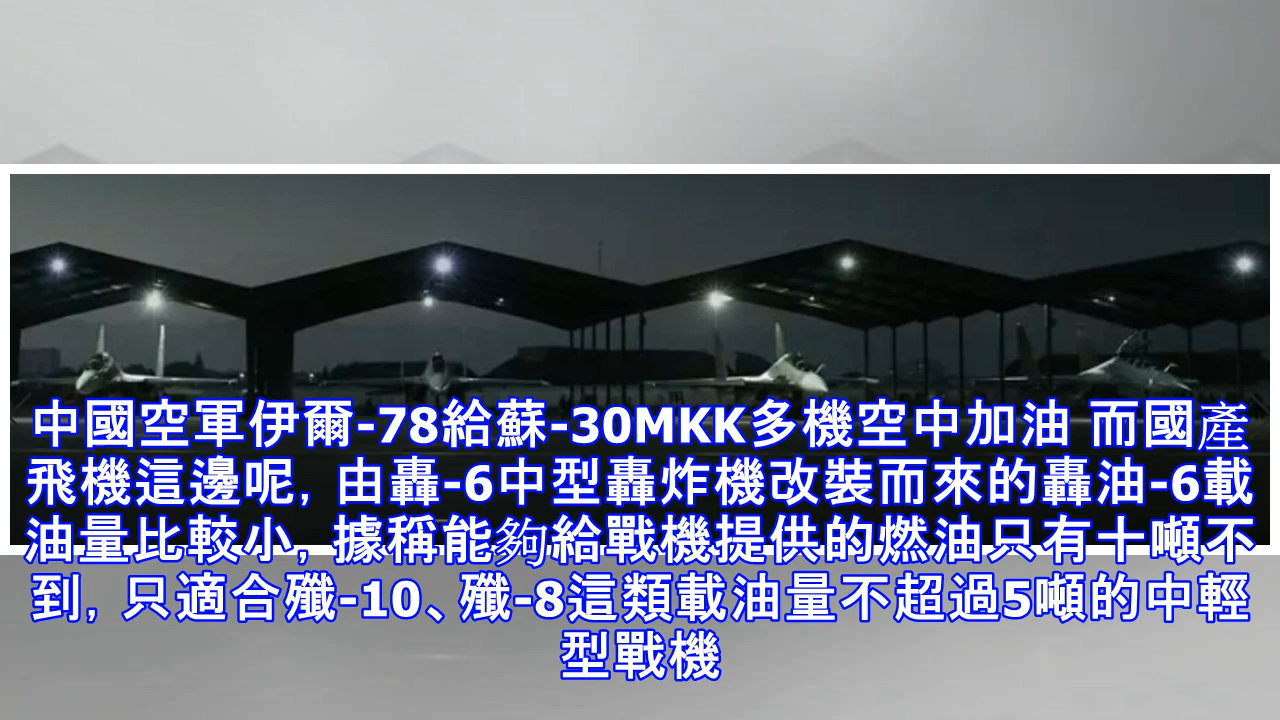 中國空軍伊爾-78給蘇-30MKK多機空中加油 而國產
飛機這邊呢, 由轟-6中型轟炸機改裝而來的轟油-6載
油量比較小, 據稱能夠給戰機提供的燃油只有十噸不
到, 只適合殲-10、殲-8這類載油量不超過5噸的中輕
型戰機